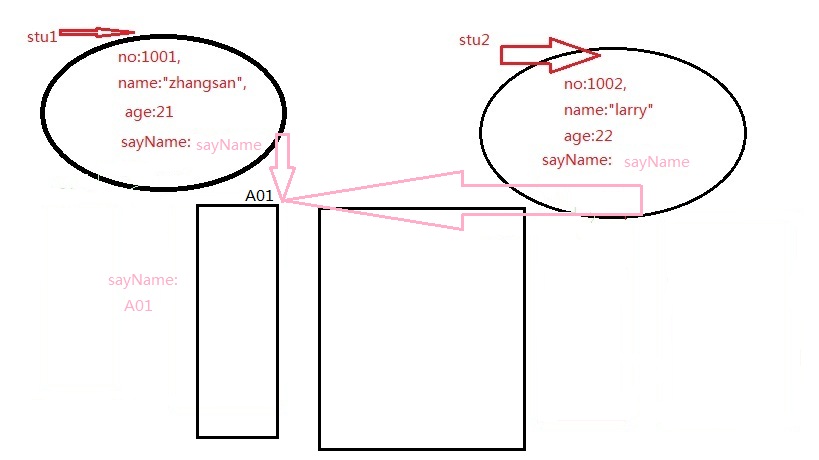 stu1
no:1001,
name:"zhangsan",
age:21
sayName: sayName
stu2
no:1002,
name:"larry"
age:22
sayName: sayName
A01
sayName:
A01